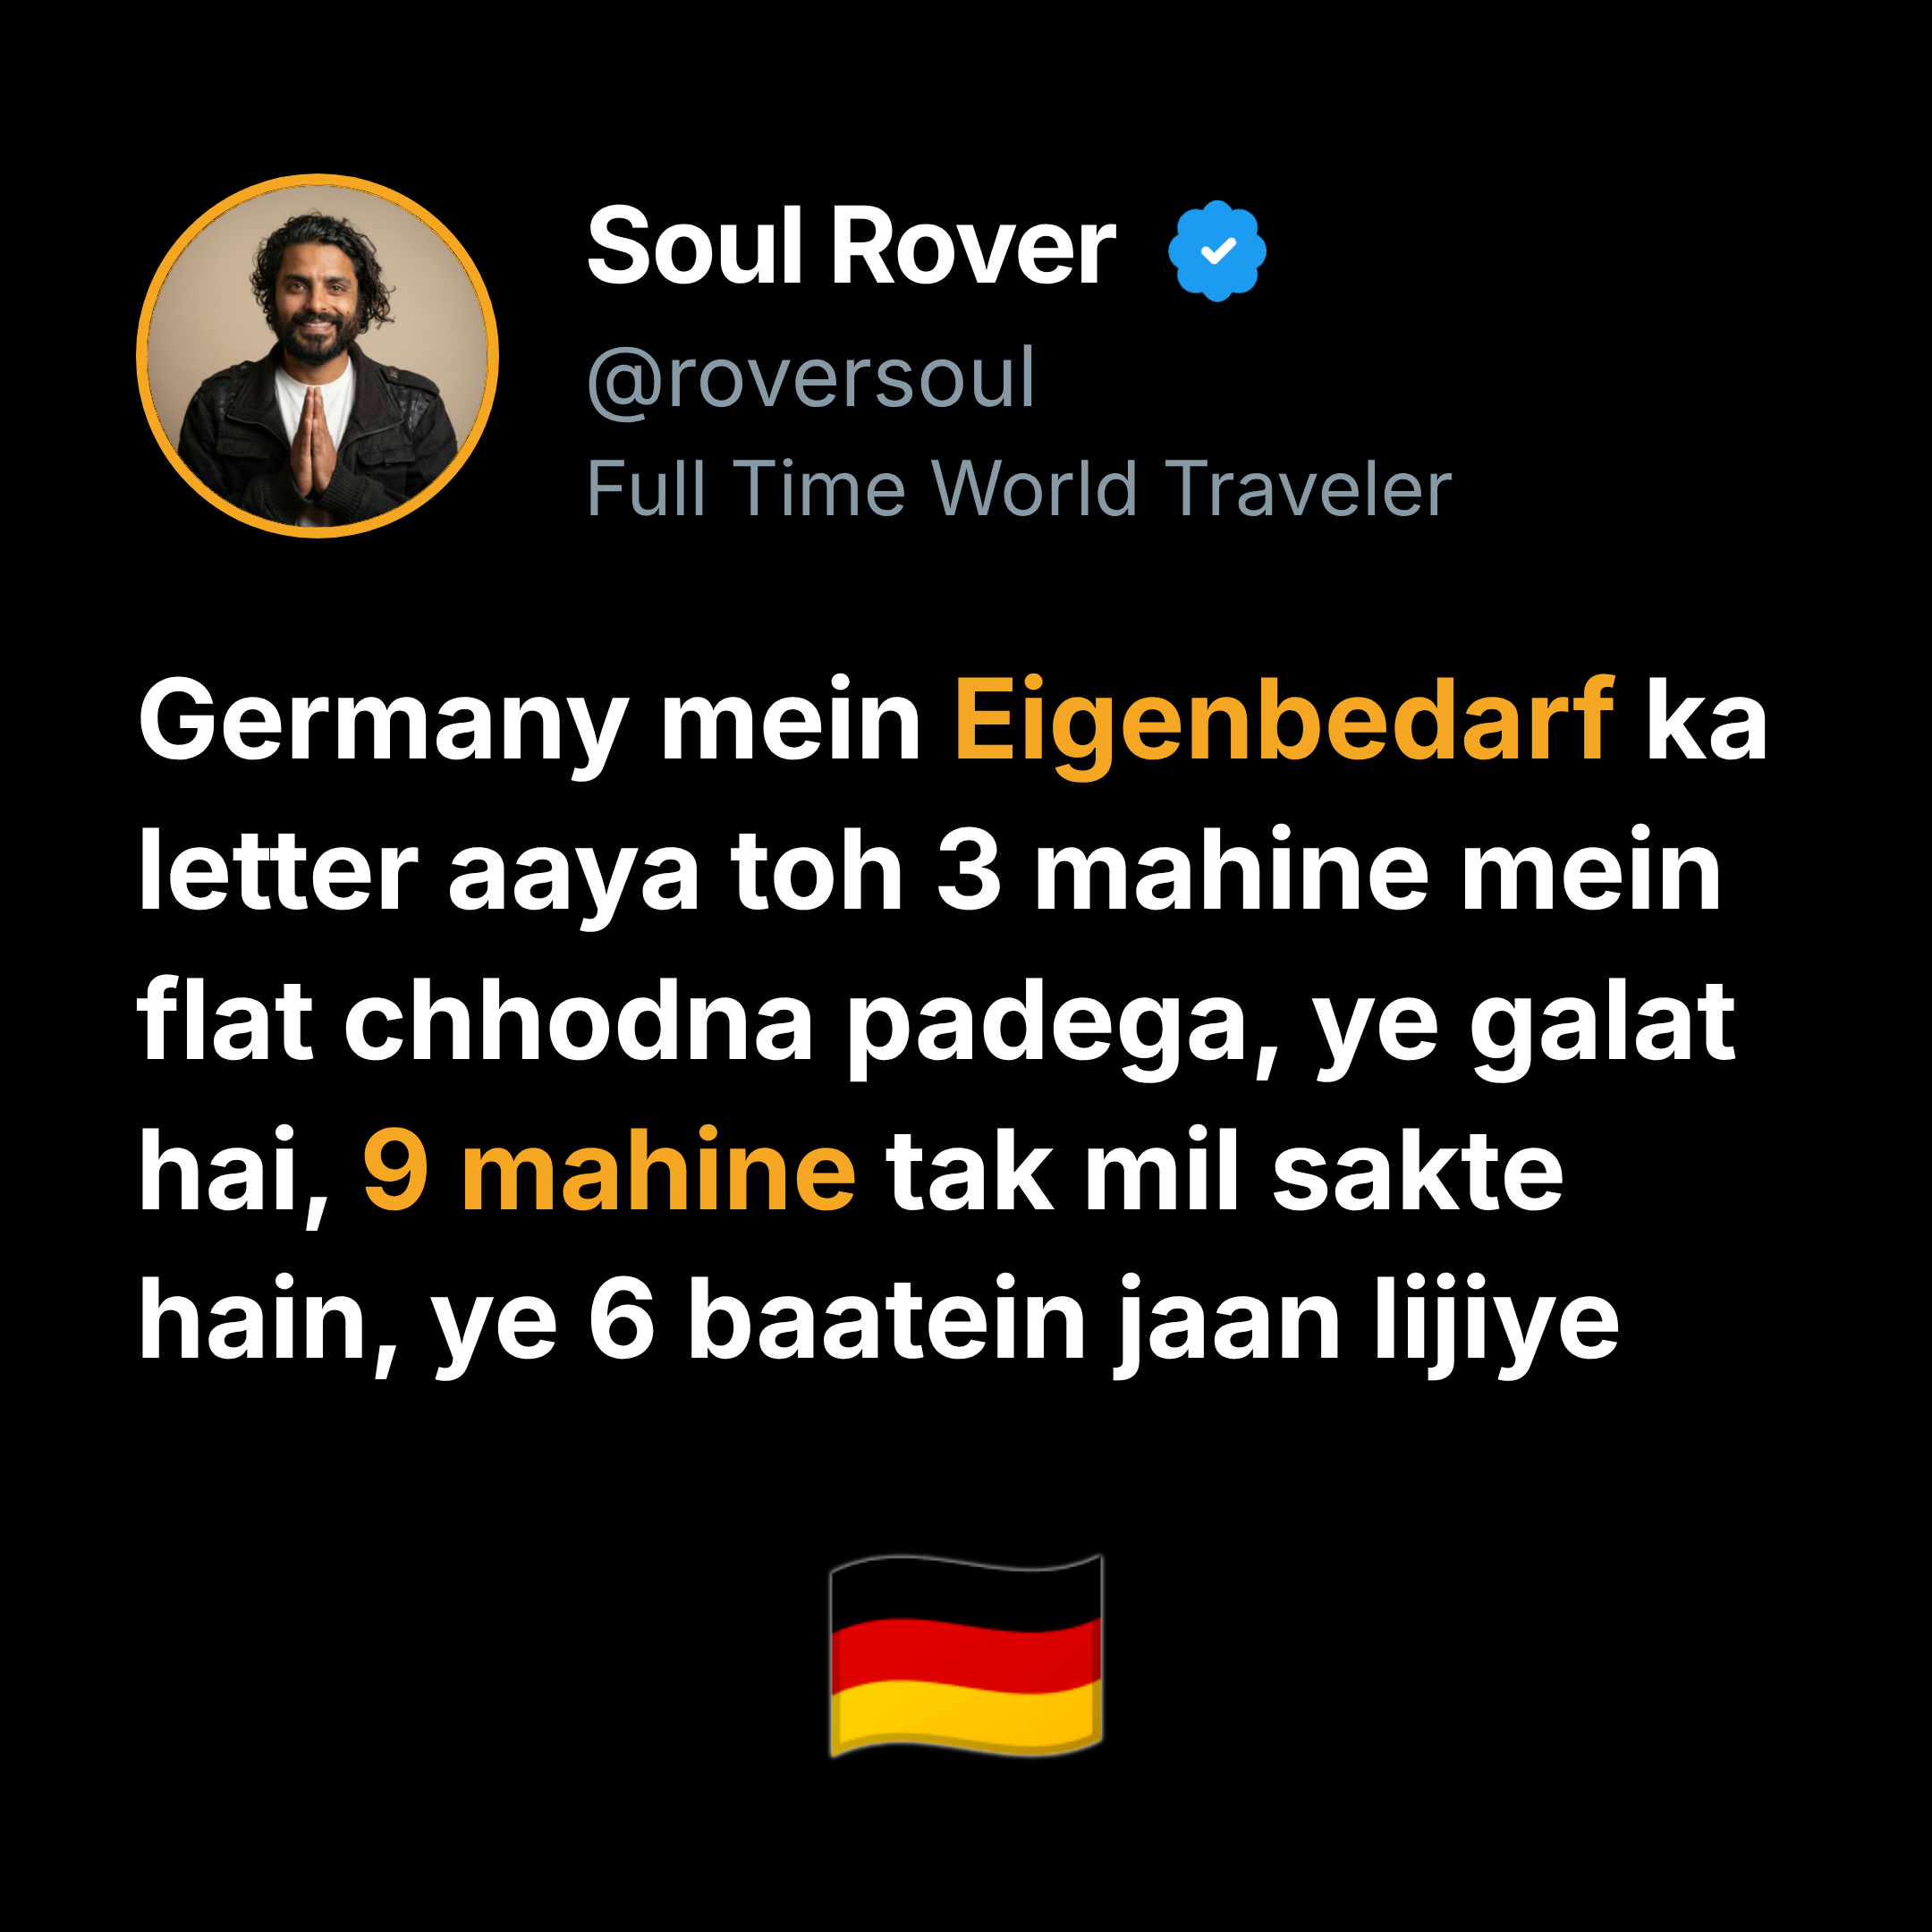 Soul Rover
@roversoul
Full Time World Traveler
Germany mein Eigenbedarf ka
letter aaya toh 3 mahine mein
flat chhodna padega, ye galat
hai, 9 mahine tak mil sakte
hain, ye 6 baatein jaan lijiye